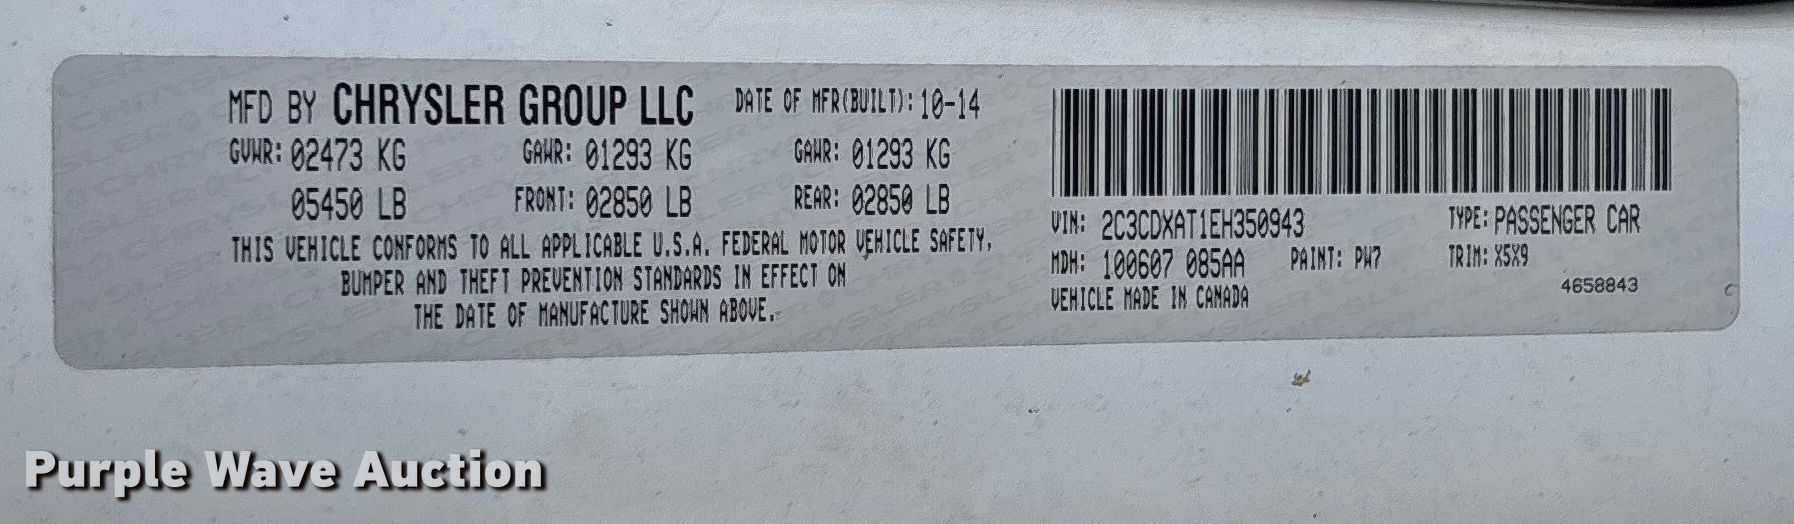 MFD BY CHRYSLER GROUP LLC DATE OF MFR(BUILT): 10-14
GVWR: 02473 KG GAWR: 01293 KG GAWR: 01293 KG
05450 LB FRONT: 02850 LB REAR: 02850 LB
THIS VEHICLE CONFORMS TO ALL APPLICABLE U.S.A. FEDERAL MOTOR VEHICLE SAFETY,
BUMPER AND THEFT PREVENTION STANDARDS IN EFFECT ON
THE DATE OF MANUFACTURE SHOWN ABOVE.
VIN: 2C3CDXAT1EH350943 TYPE: PASSENGER CAR
MDH: 100607 085AA PAINT: PW7 TRIM: X5X9
VEHICLE MADE IN CANADA 4658843
Purple Wave Auction